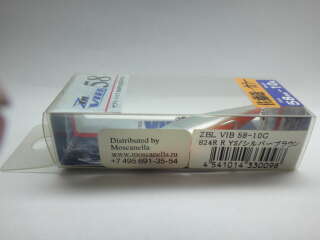 VIB 58
Distributed by
Moscanella
www.moscanella.ru
+7 495 691-35-54
ZBL VIB 58-10G
824R R YS/シルバーブラウン
4 541014 330098